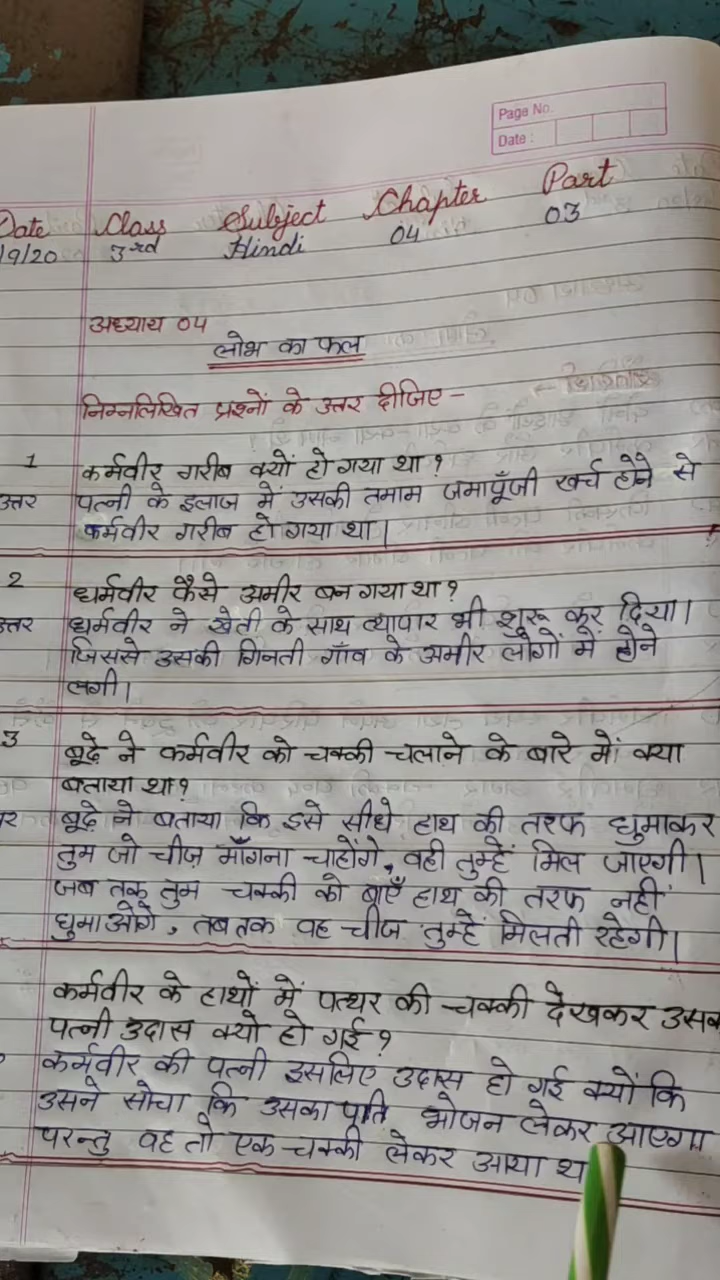 Page No.
Date :
Date Class Subject Chapter Part
/9/20 3rd Hindi 04 03
अध्याय 04
लोभ का फल
निम्नलिखित प्रश्नों के उत्तर दीजिए –
1 कर्मवीर गरीब क्यों हो गया था?
उत्तर पत्नी के इलाज में उसकी तमाम जमापूँजी खर्च होने से
कर्मवीर गरीब हो गया था।
2 धर्मवीर कैसे अमीर बन गया था?
उत्तर धर्मवीर ने खेती के साथ व्यापार भी शुरू कर दिया।
जिससे उसकी गिनती गाँव के अमीर लोगों में होने
लगी।
3 बूढ़े ने कर्मवीर को चक्की चलाने के बारे में क्या
बताया था?
बूढ़े ने बताया कि इसे सीधे हाथ की तरफ घुमाकर
तुम जो चीज़ माँगना चाहोंगे, वही तुम्हें मिल जाएगी।
जब तक तुम चक्की को बाएँ हाथ की तरफ नहीं
घुमाओगे, तब तक वह चीज तुम्हें मिलती रहेगी।
कर्मवीर के हाथों में पत्थर की चक्की देखकर उसक
पत्नी उदास क्यो हो गई?
कर्मवीर की पत्नी इसलिए उदास हो गई क्योंकि
उसने सोचा कि उसका पति भोजन लेकर आएगा
परन्तु वह तो एक चक्की लेकर आया थ